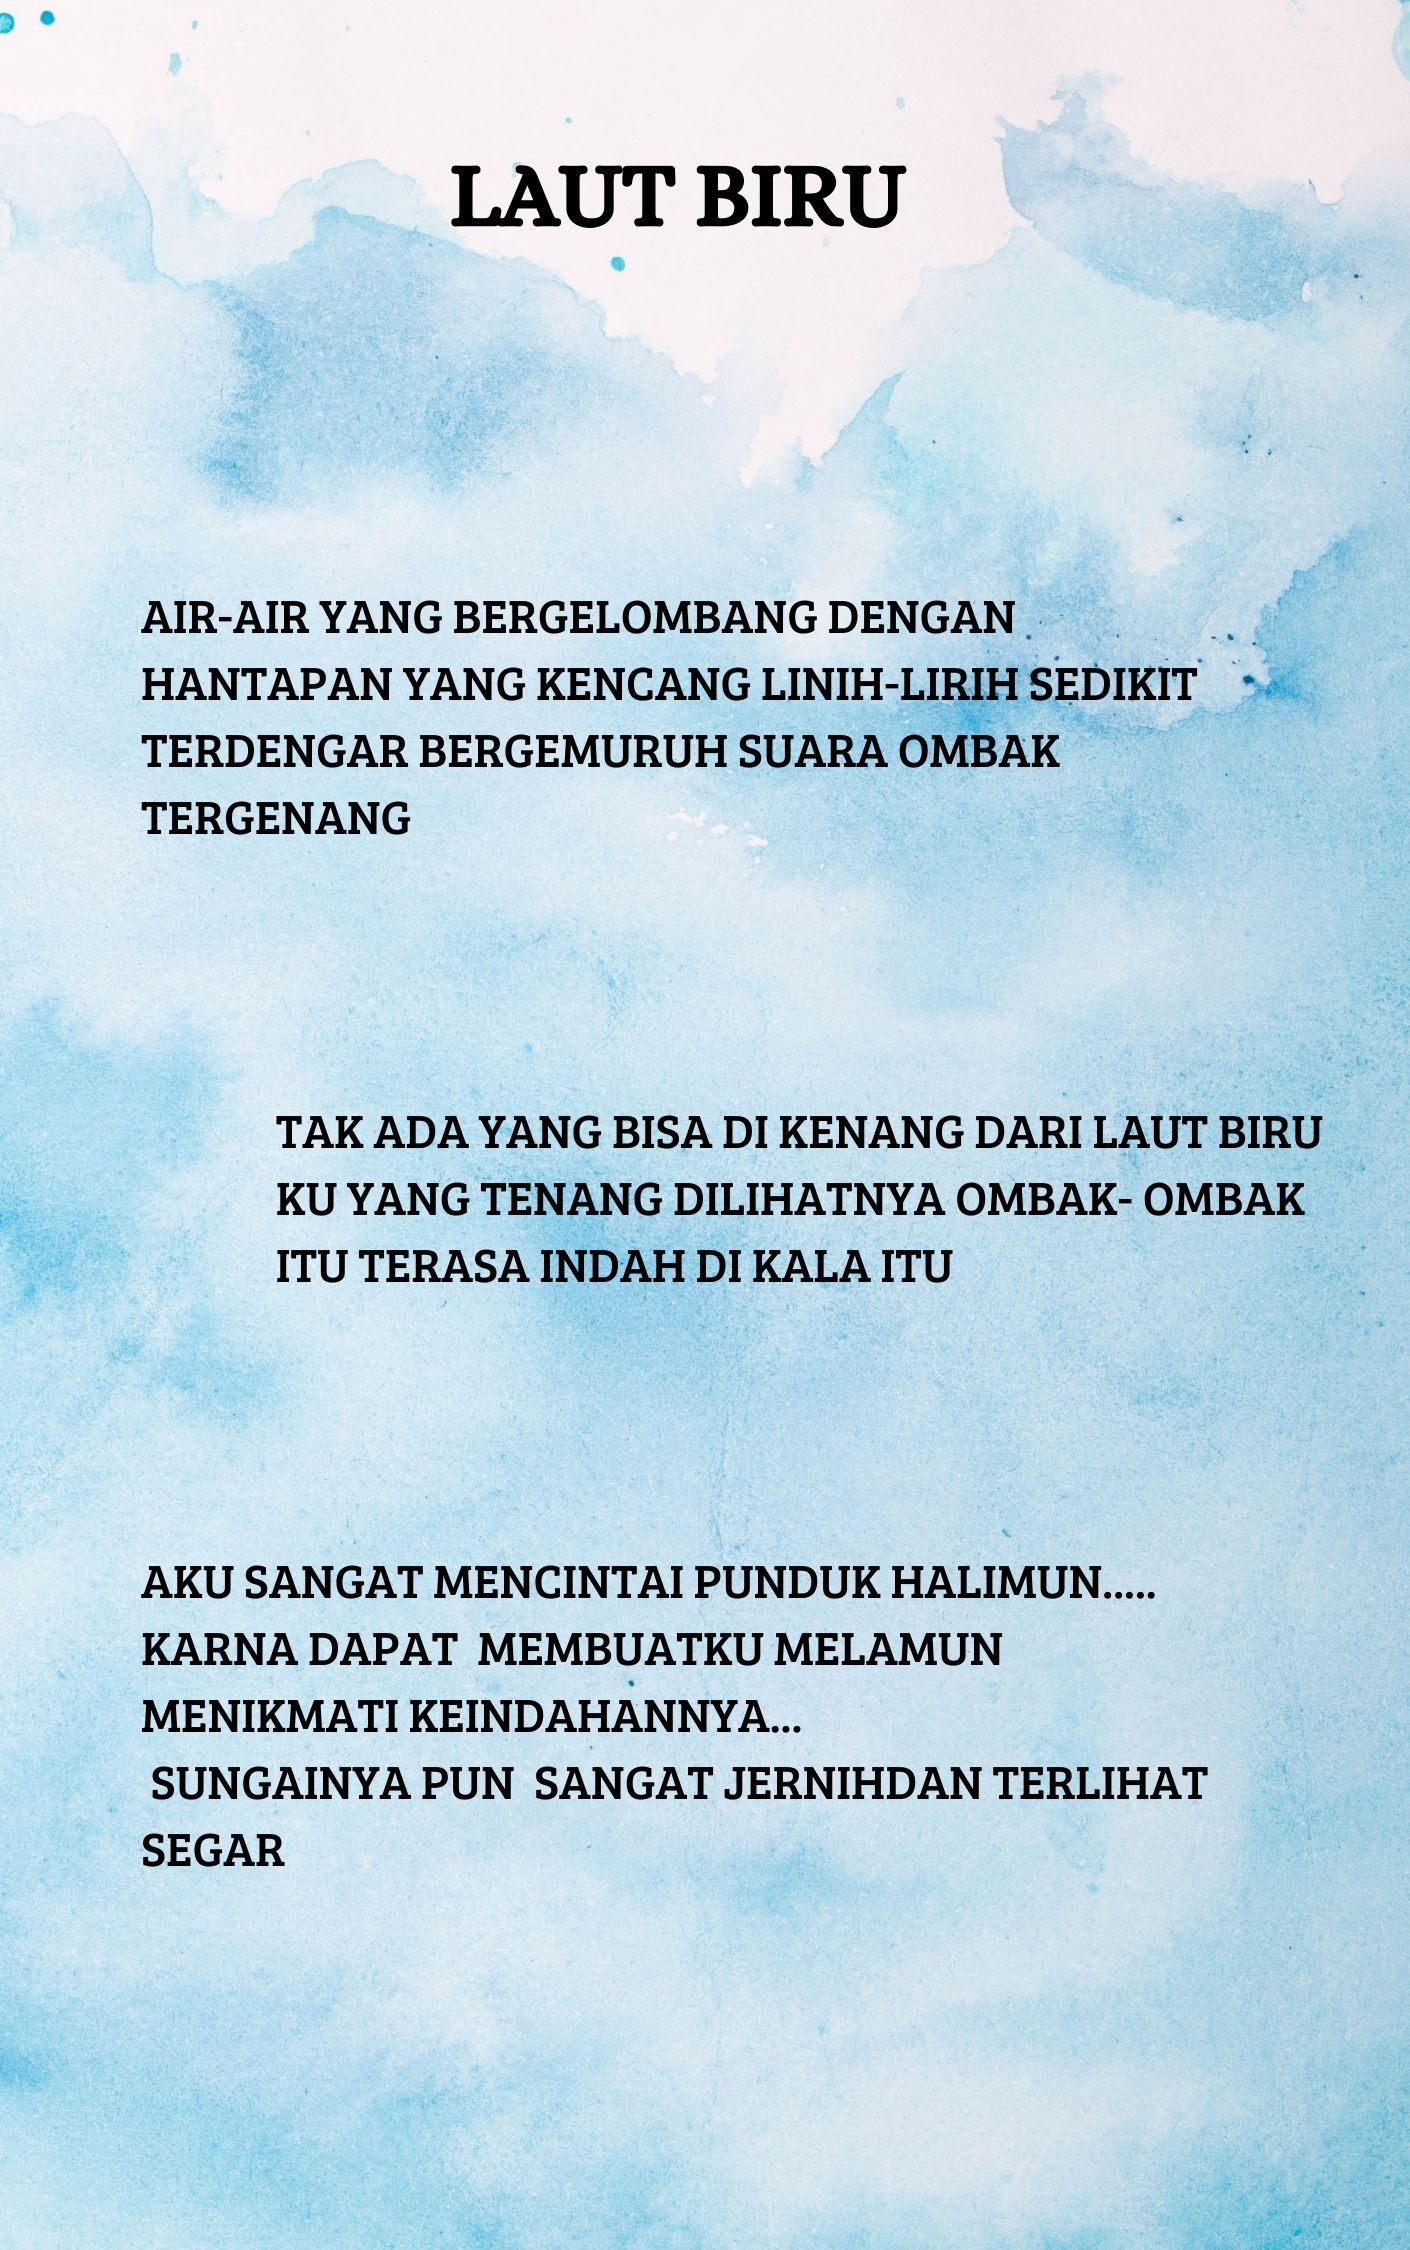 LAUT BIRU
AIR-AIR YANG BERGELOMBANG DENGAN
HANTAPAN YANG KENCANG LINIH-LIRIH SEDIKIT
TERDENGAR BERGEMURUH SUARA OMBAK
TERGENANG
TAK ADA YANG BISA DI KENANG DARI LAUT BIRU
KU YANG TENANG DILIHATNYA OMBAK- OMBAK
ITU TERASA INDAH DI KALA ITU
AKU SANGAT MENCINTAI PUNDUK HALIMUN.....
KARNA DAPAT  MEMBUATKU MELAMUN
MENIKMATI KEINDAHANNYA...
SUNGAINYA PUN  SANGAT JERNIHDAN TERLIHAT
SEGAR